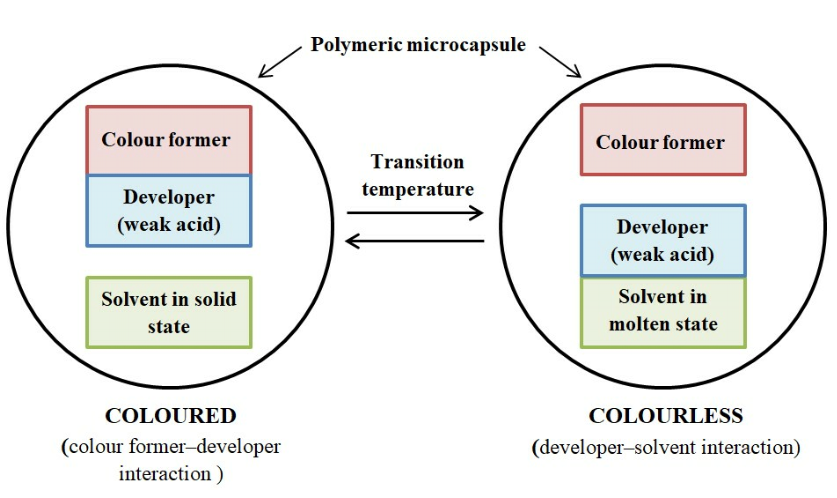 Polymeric microcapsule
Colour former
Developer
(weak acid)
Solvent in solid
state
Transition
temperature
Colour former
Developer
(weak acid)
Solvent in
molten state
COLOURED
(colour former–developer
interaction )
COLOURLESS
(developer–solvent interaction)